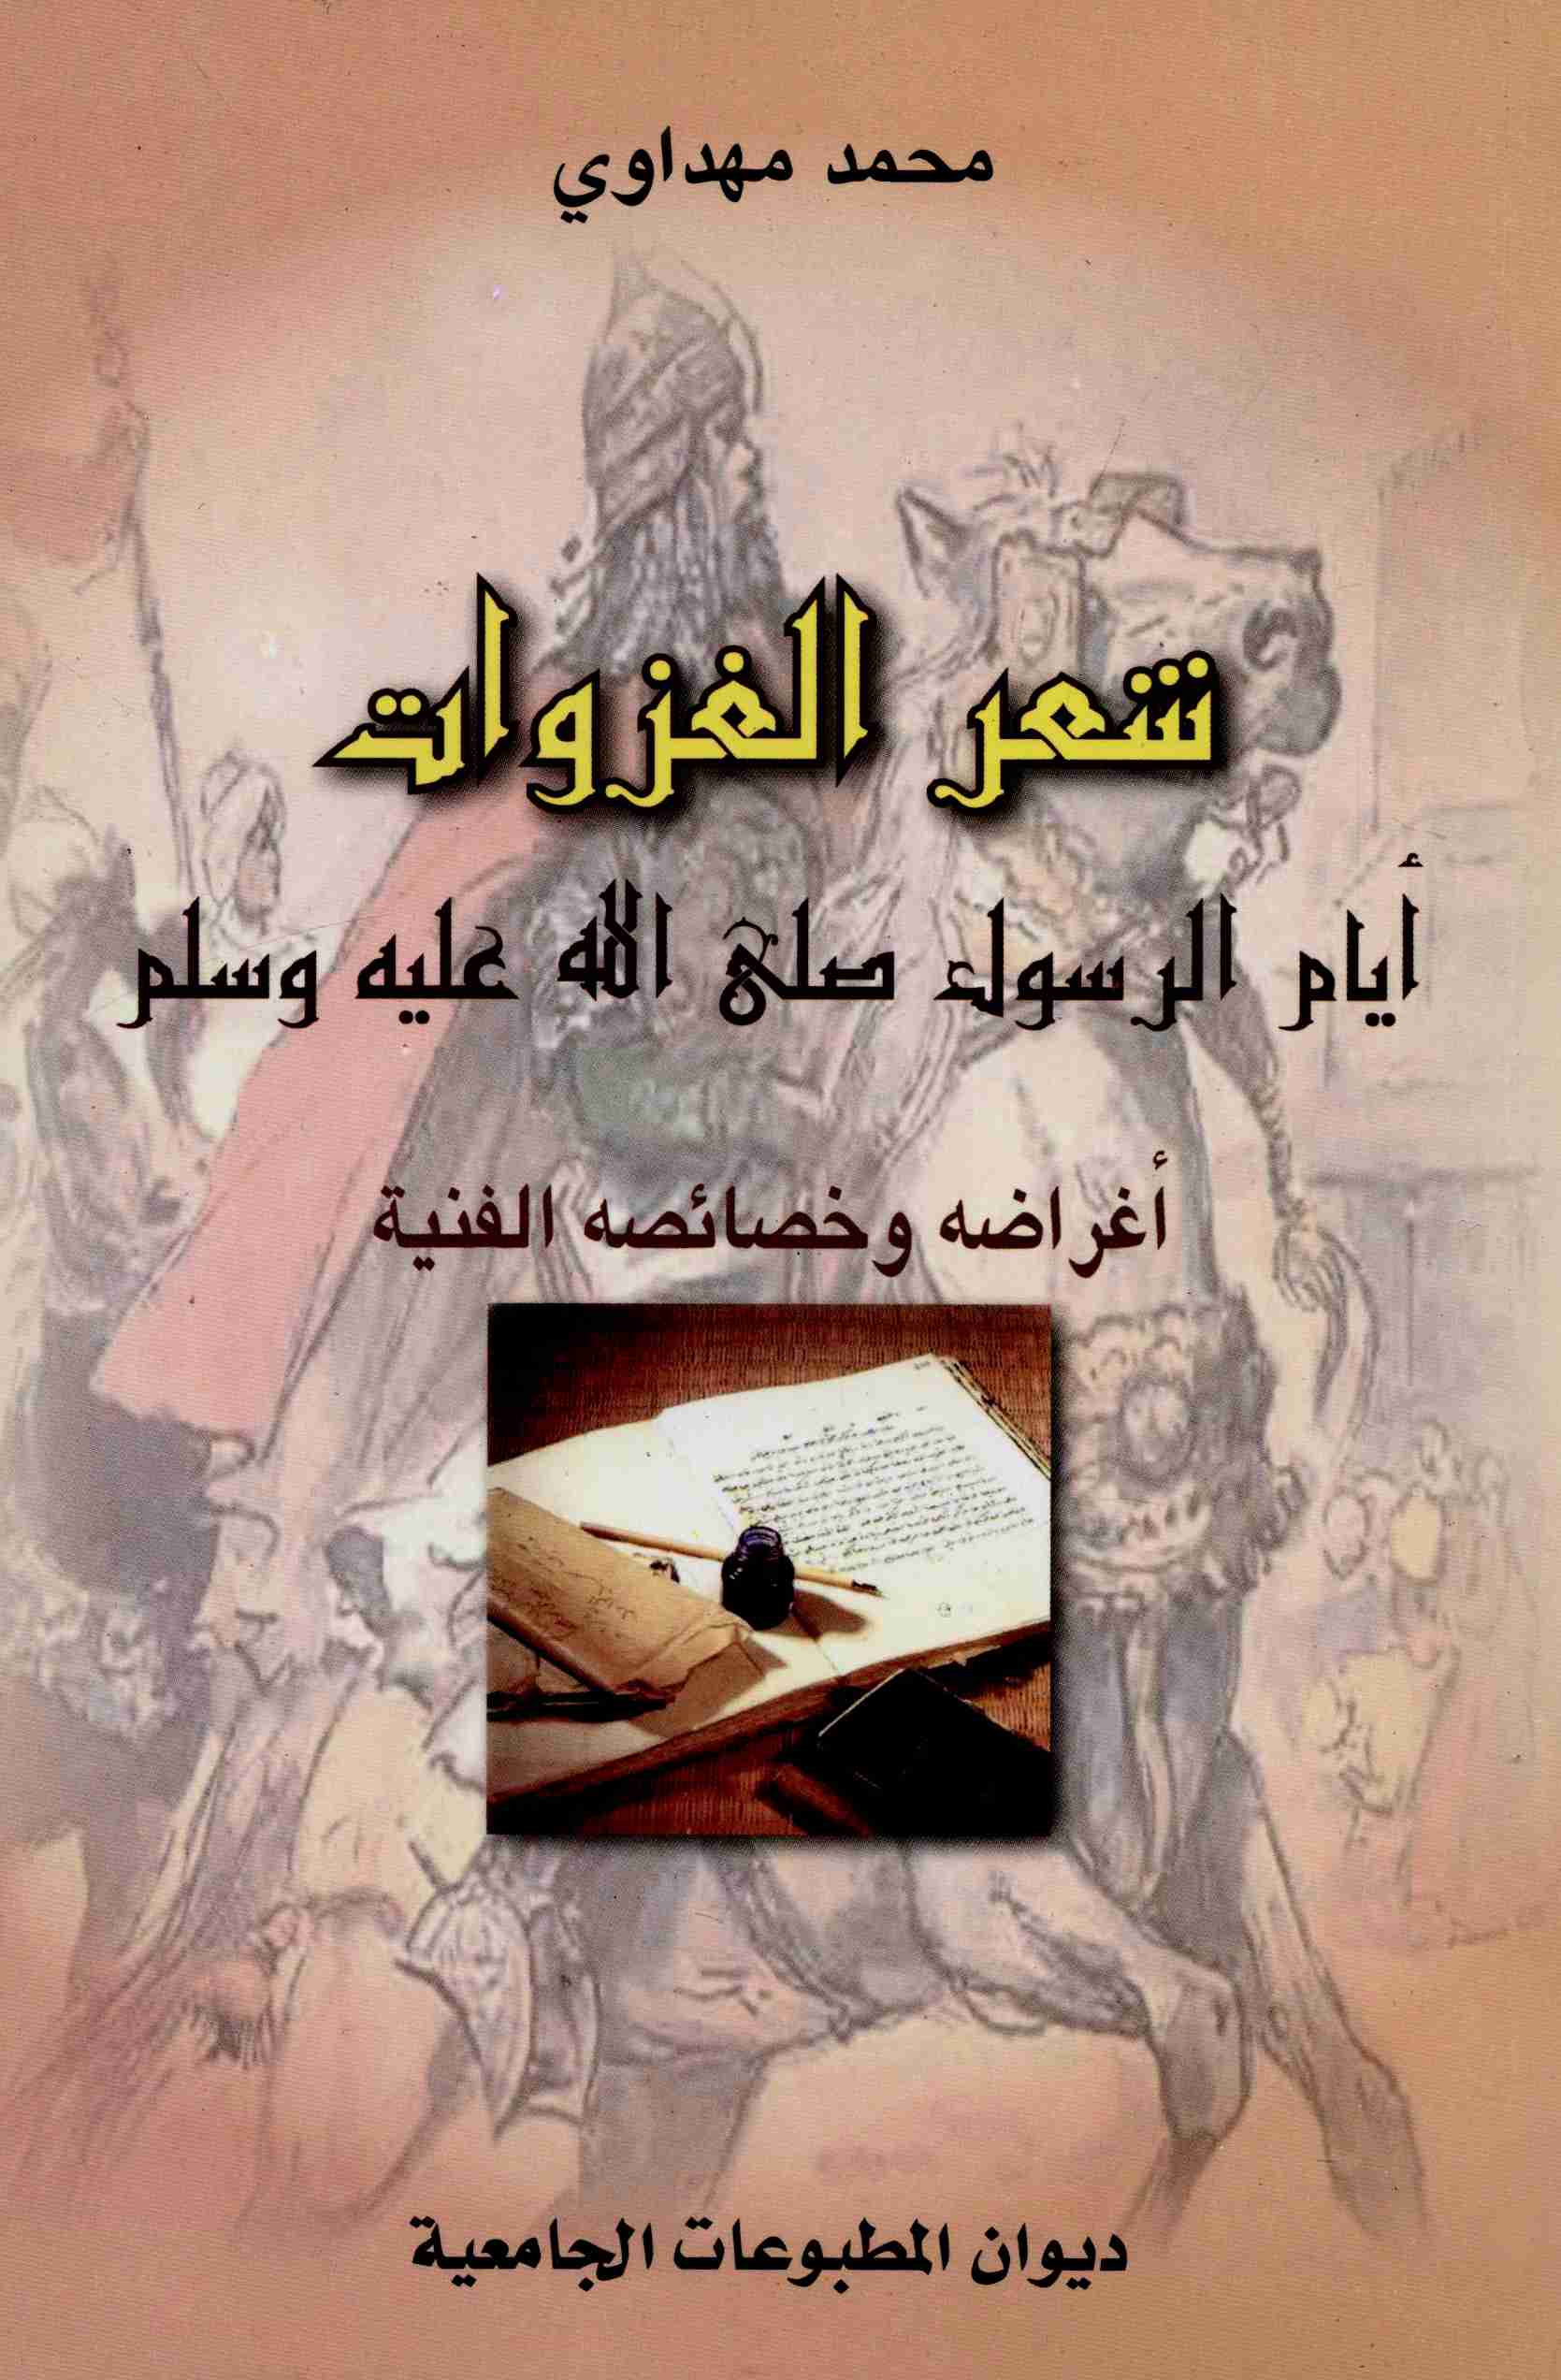 محمد مهداوي
شعر الغزوات
أيام الرسول صلى الله عليه وسلم
أغراضه وخصائصه الفنية
ديوان المطبوعات الجامعية